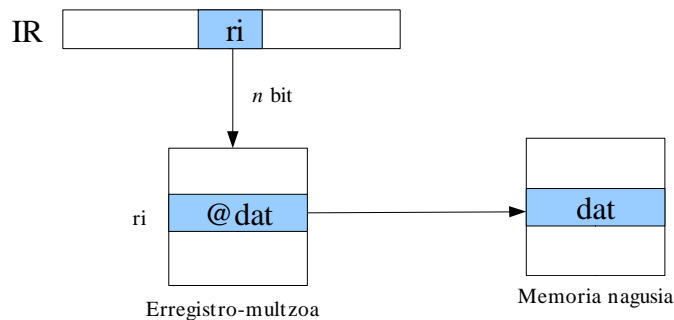 IR
ri
n bit
ri
@dat
dat
Erregistro-multzoa
Memoria nagusia